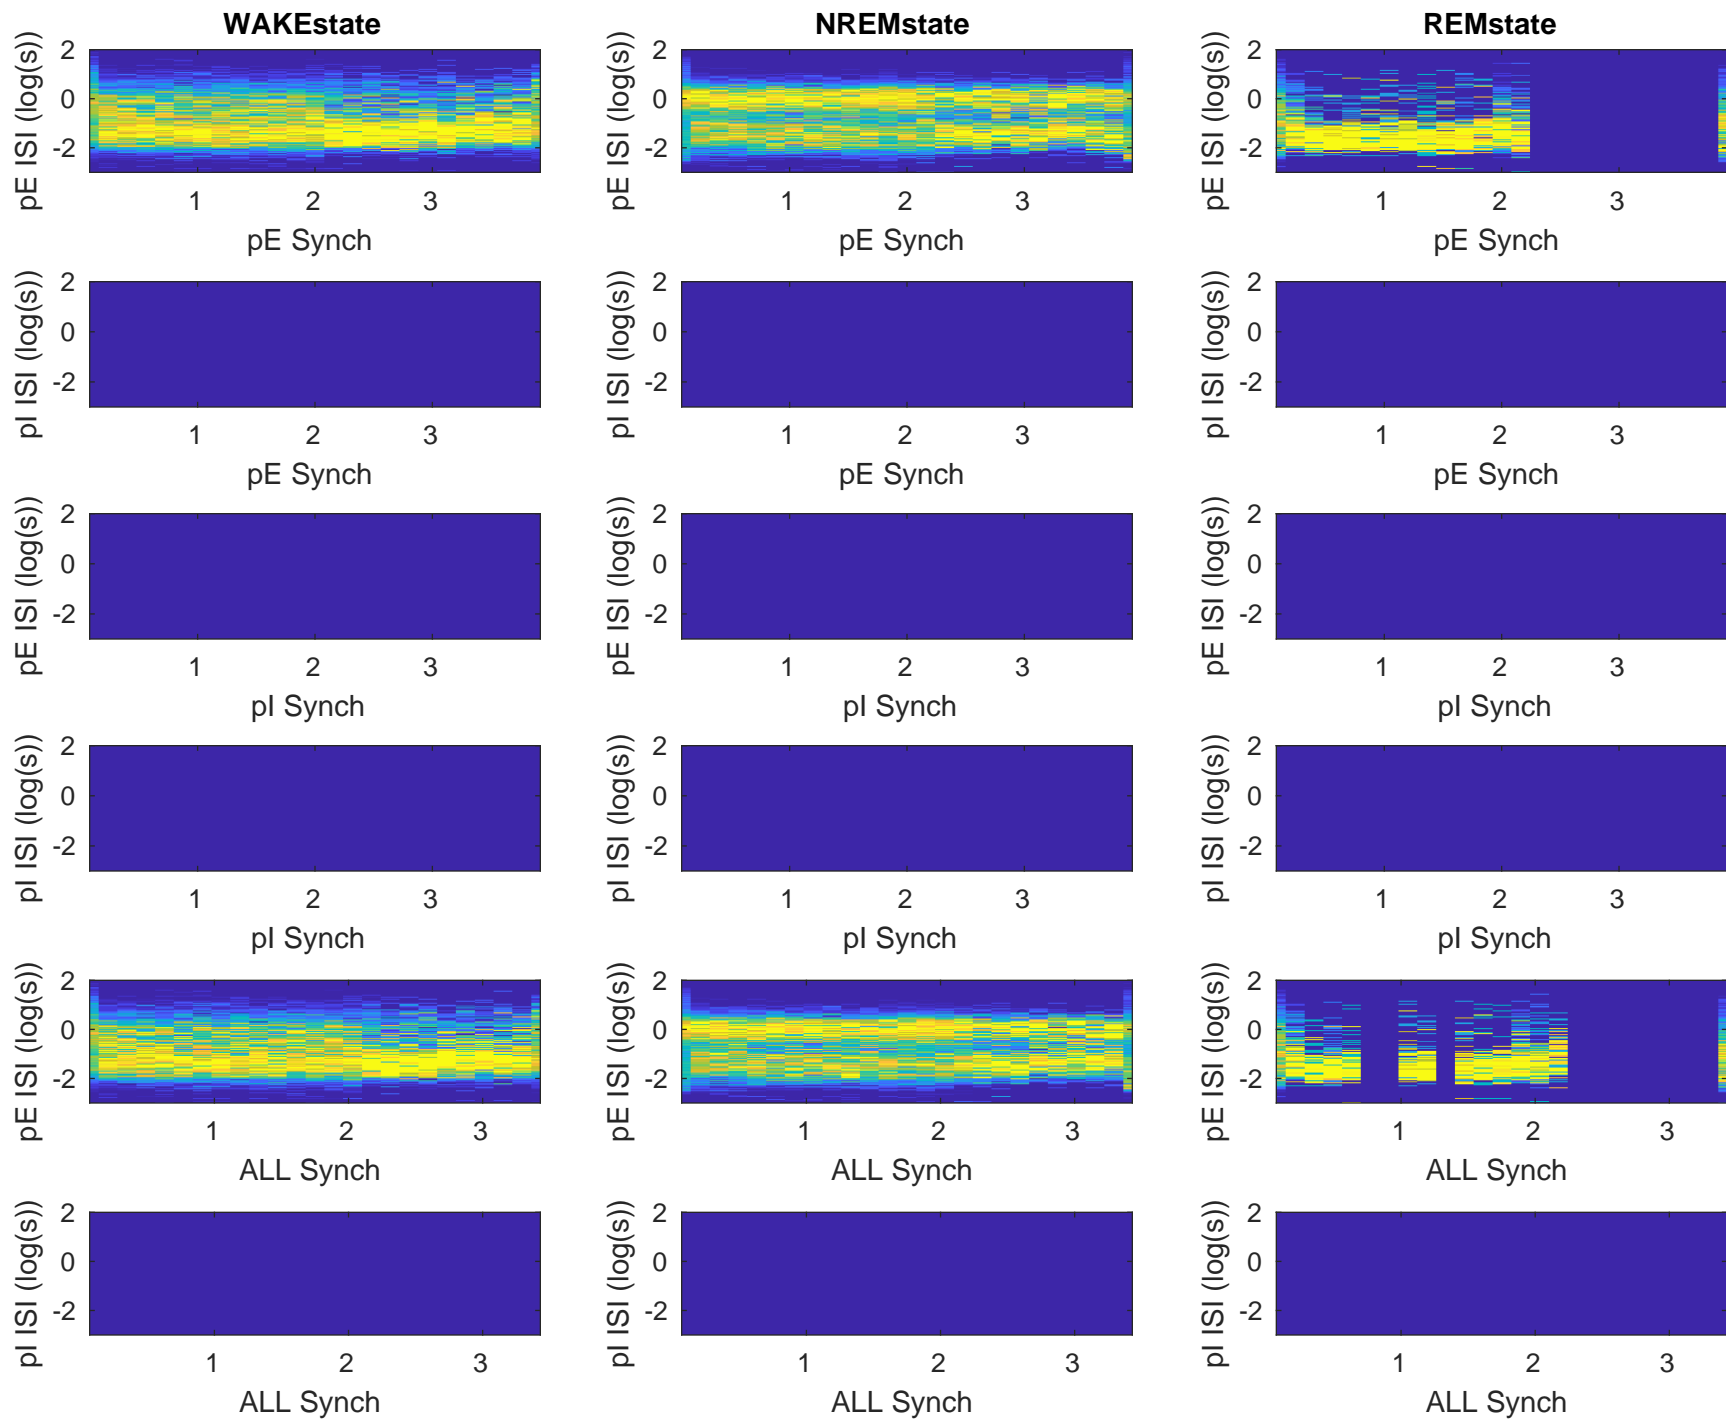 WAKEstate NREMstate REMstate
pE ISI (log(s)) 2 0 -2 pE ISI (log(s)) 2 0 -2 pE ISI (log(s)) 2 0 -2
1 2 3 1 2 3 1 2 3
pE Synch pE Synch pE Synch
pI ISI (log(s)) 2 0 -2 pI ISI (log(s)) 2 0 -2 pI ISI (log(s)) 2 0 -2
1 2 3 1 2 3 1 2 3
pE Synch pE Synch pE Synch
pE ISI (log(s)) 2 0 -2 pE ISI (log(s)) 2 0 -2 pE ISI (log(s)) 2 0 -2
1 2 3 1 2 3 1 2 3
pI Synch pI Synch pI Synch
pI ISI (log(s)) 2 0 -2 pI ISI (log(s)) 2 0 -2 pI ISI (log(s)) 2 0 -2
1 2 3 1 2 3 1 2 3
pI Synch pI Synch pI Synch
pE ISI (log(s)) 2 0 -2 pE ISI (log(s)) 2 0 -2 pE ISI (log(s)) 2 0 -2
1 2 3 1 2 3 1 2 3
ALL Synch ALL Synch ALL Synch
pI ISI (log(s)) 2 0 -2 pI ISI (log(s)) 2 0 -2 pI ISI (log(s)) 2 0 -2
1 2 3 1 2 3 1 2 3
ALL Synch ALL Synch ALL Synch